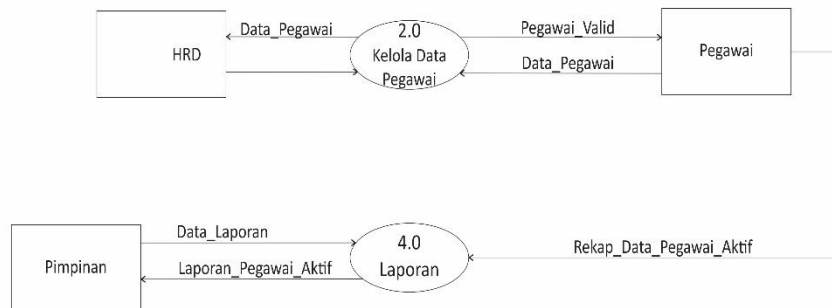 HRD
Data_Pegawai
2.0
Kelola Data
Pegawai
Pegawai_Valid
Data_Pegawai
Pegawai
Pimpinan
Data_Laporan
Laporan_Pegawai_Aktif
4.0
Laporan
Rekap_Data_Pegawai_Aktif